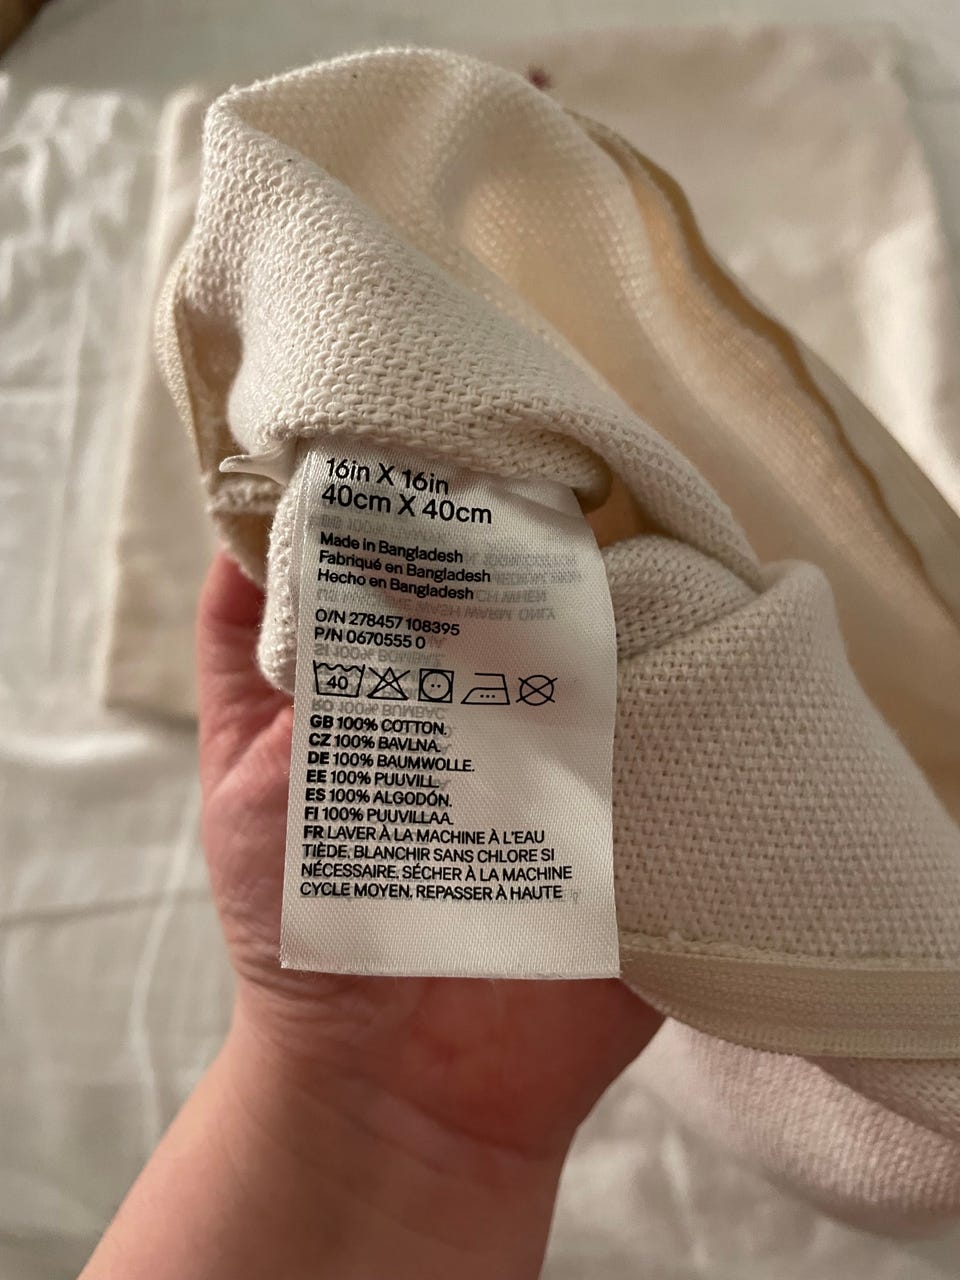 16in X 16in
40cm X 40cm
Made in Bangladesh
Fabriqué en Bangladesh
Hecho en Bangladesh
O/N 278457 108395
P/N 0670555 0
40
GB 100% COTTON.
CZ 100% BAVLNA.
DE 100% BAUMWOLLE.
EE 100% PUUVILL.
ES 100% ALGODÓN.
FI 100% PUUVILLAA.
FR LAVER À LA MACHINE À L'EAU
TIÈDE. BLANCHIR SANS CHLORE SI
NÉCESSAIRE. SÉCHER À LA MACHINE
CYCLE MOYEN. REPASSER À HAUTE